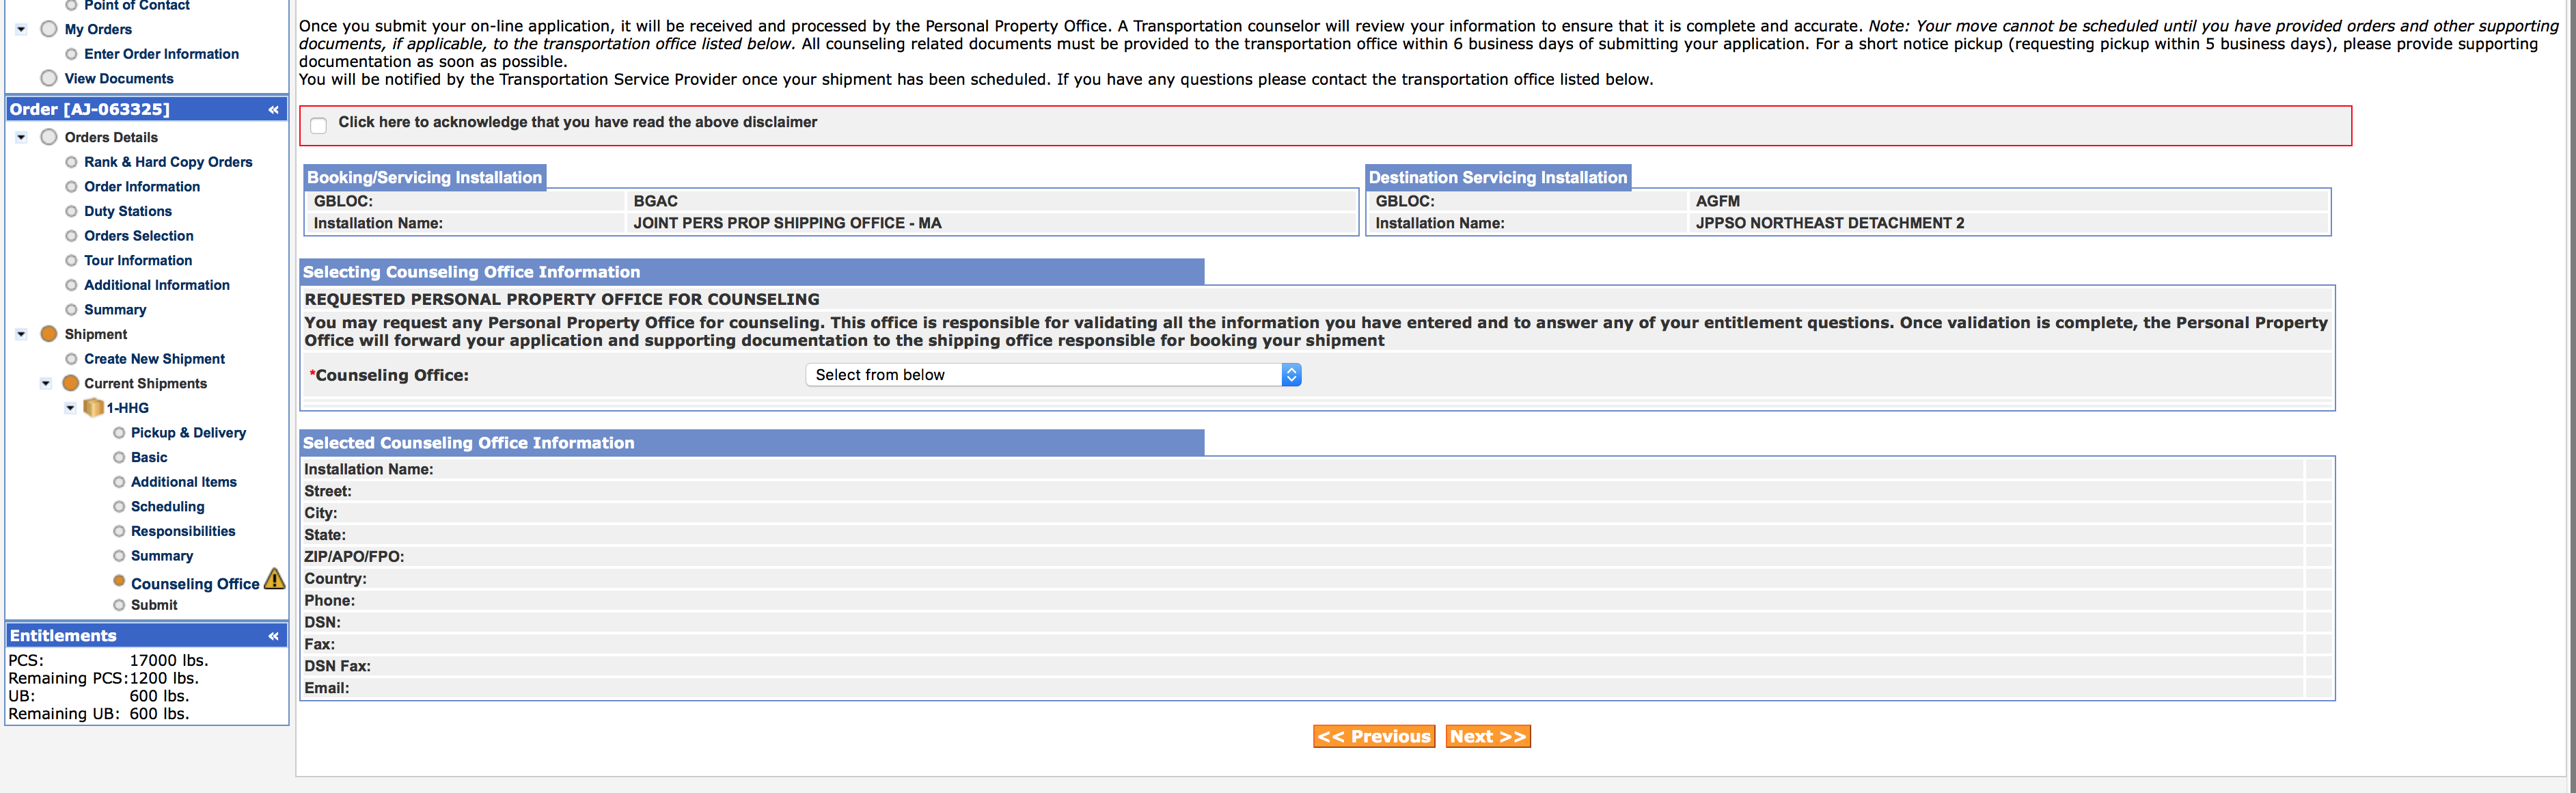 Point of Contact
My Orders
Enter Order Information
View Documents
Order [AJ-063325] «
Orders Details
Rank & Hard Copy Orders
Order Information
Duty Stations
Orders Selection
Tour Information
Additional Information
Summary
Shipment
Create New Shipment
Current Shipments
1-HHG
Pickup & Delivery
Basic
Additional Items
Scheduling
Responsibilities
Summary
Counseling Office
Submit
Entitlements «
PCS: 17000 lbs.
Remaining PCS: 1200 lbs.
UB: 600 lbs.
Remaining UB: 600 lbs.
Once you submit your on-line application, it will be received and processed by the Personal Property Office. A Transportation counselor will review your information to ensure that it is complete and accurate. Note: Your move cannot be scheduled until you have provided orders and other supporting
documents, if applicable, to the transportation office listed below. All counseling related documents must be provided to the transportation office within 6 business days of submitting your application. For a short notice pickup (requesting pickup within 5 business days), please provide supporting
documentation as soon as possible.
You will be notified by the Transportation Service Provider once your shipment has been scheduled. If you have any questions please contact the transportation office listed below.
Click here to acknowledge that you have read the above disclaimer
Booking/Servicing Installation
GBLOC: BGAC
Installation Name: JOINT PERS PROP SHIPPING OFFICE - MA
Destination Servicing Installation
GBLOC: AGFM
Installation Name: JPPSO NORTHEAST DETACHMENT 2
Selecting Counseling Office Information
REQUESTED PERSONAL PROPERTY OFFICE FOR COUNSELING
You may request any Personal Property Office for counseling. This office is responsible for validating all the information you have entered and to answer any of your entitlement questions. Once validation is complete, the Personal Property
Office will forward your application and supporting documentation to the shipping office responsible for booking your shipment
*Counseling Office: Select from below
Selected Counseling Office Information
Installation Name:
Street:
City:
State:
ZIP/APO/FPO:
Country:
Phone:
DSN:
Fax:
DSN Fax:
Email:
<< Previous Next >>